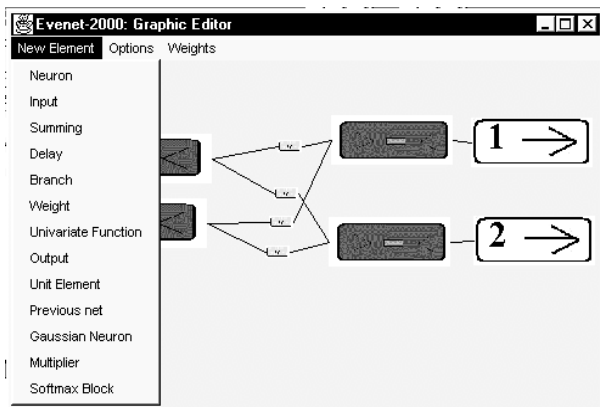 Evenet-2000: Graphic Editor
New Element Options Weights
Neuron
Input
Summing
Delay
Branch
Weight
Univariate Function
Output
Unit Element
Previous net
Gaussian Neuron
Multiplier
Softmax Block
1
2